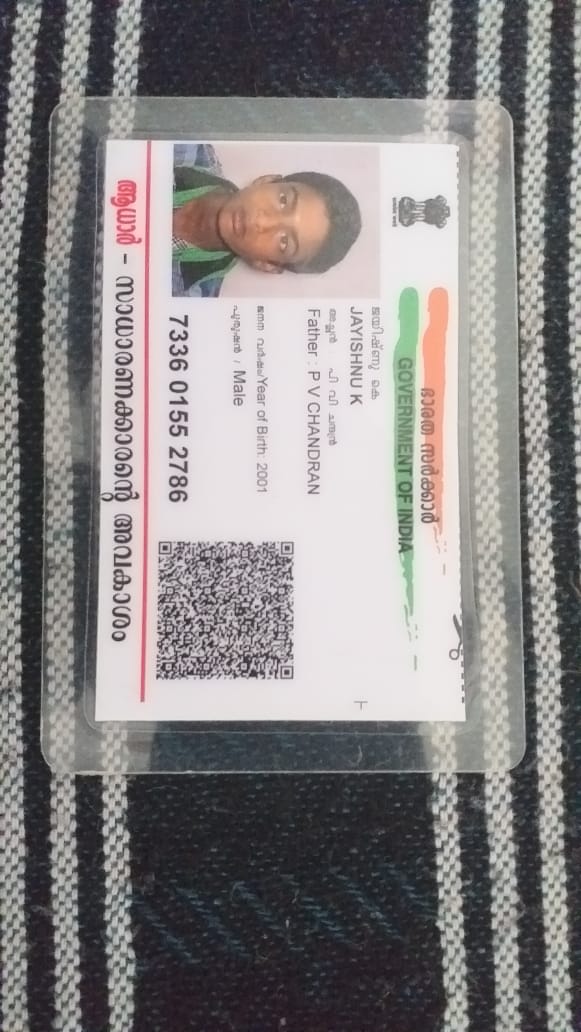 ഭാരത സർക്കാർ
GOVERNMENT OF INDIA
ജയിഷ്ണു കെ
JAYISHNU K
അച്ഛൻ : പി വി ചന്ദ്രൻ
Father : P V CHANDRAN
ജനന വർഷം/Year of Birth: 2001
പുരുഷൻ / Male
7336 0155 2786
ആധാർ - സാധാരണക്കാരന്റെ അവകാശം